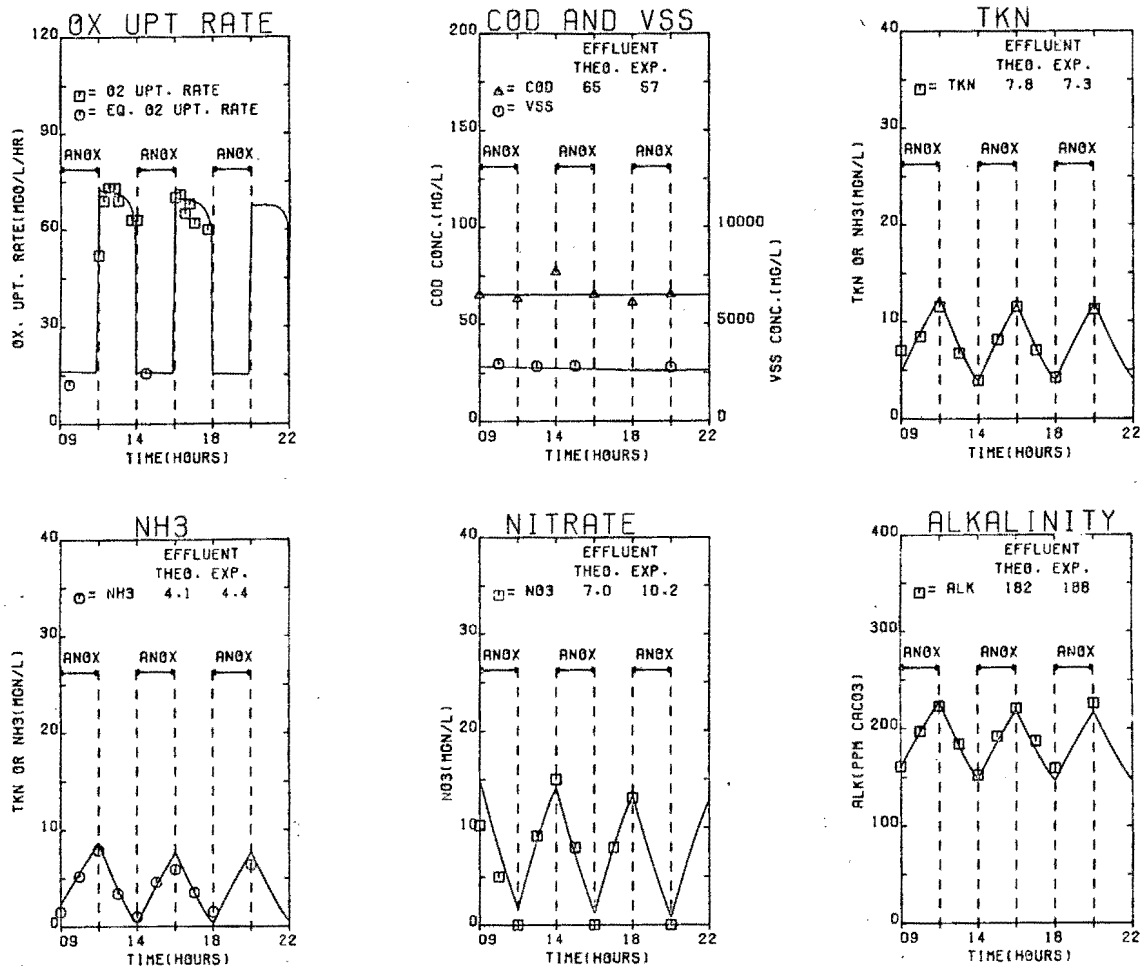 OX UPT RATE
120
90
60
30
0
OX. UPT. RATE(MGO/L/HR)
= O2 UPT. RATE
= EQ. O2 UPT RATE
ANOX
ANOX
ANOX
09
14
18
22
TIME(HOURS)
COD AND VSS
200
175
150
125
100
75
50
25
0
COD CONC.(MG/L)
EFFLUENT
THEO. EXP.
= COD 65 57
= VSS
ANOX
ANOX
ANOX
10000
5000
0
VSS CONC.(MG/L)
09
14
18
22
TIME(HOURS)
TKN
40
30
20
10
0
TKN OR NH3(MGN/L)
EFFLUENT
THEO. EXP.
= TKN 7.8 7.3
ANOX
ANOX
ANOX
09
14
18
22
TIME(HOURS)
NH3
40
30
20
10
0
TKN OR NH3(MGN/L)
EFFLUENT
THEO. EXP.
= NH3 4.1 4.4
ANOX
ANOX
ANOX
09
14
18
22
TIME(HOURS)
NITRATE
40
30
20
10
0
NO3(MGN/L)
EFFLUENT
THEO. EXP.
= NO3 7.0 10.2
ANOX
ANOX
ANOX
09
14
18
22
TIME(HOURS)
ALKALINITY
400
300
200
100
0
ALK(PPM CACO3)
EFFLUENT
THEO. EXP.
= ALK 182 188
ANOX
ANOX
ANOX
09
14
18
22
TIME(HOURS)